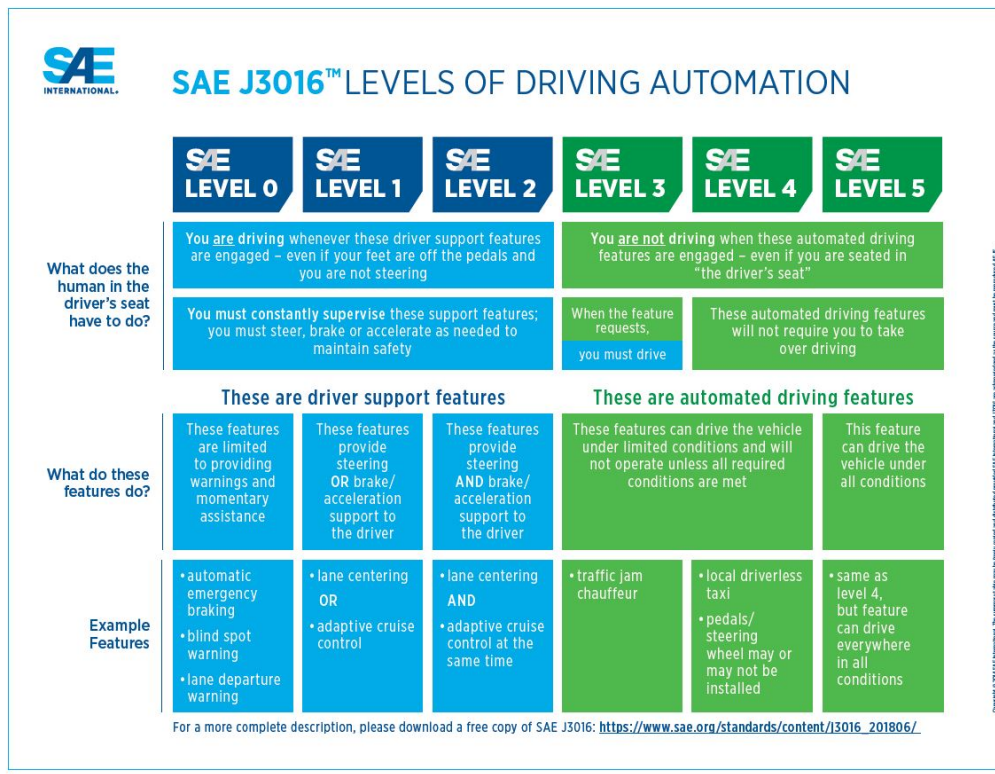 SAE
INTERNATIONAL®
SAE J3016™ LEVELS OF DRIVING AUTOMATION
SAE
LEVEL 0
SAE
LEVEL 1
SAE
LEVEL 2
SAE
LEVEL 3
SAE
LEVEL 4
SAE
LEVEL 5
What does the
human in the
driver's seat
have to do?
You are driving whenever these driver support features
are engaged – even if your feet are off the pedals and
you are not steering
You are not driving when these automated driving
features are engaged – even if you are seated in
“the driver's seat”
You must constantly supervise these support features;
you must steer, brake or accelerate as needed to
maintain safety
When the feature
requests,
you must drive
These automated driving features
will not require you to take
over driving
These are driver support features
These are automated driving features
What do these
features do?
These features
are limited
to providing
warnings and
momentary
assistance
These features
provide
steering
OR brake/
acceleration
support to
the driver
These features
provide
steering
AND brake/
acceleration
support to
the driver
These features can drive the vehicle
under limited conditions and will
not operate unless all required
conditions are met
This feature
can drive the
vehicle under
all conditions
Example
Features
• automatic
emergency
braking
• blind spot
warning
• lane departure
warning
• lane centering
OR
• adaptive cruise
control
• lane centering
AND
• adaptive cruise
control at the
same time
• traffic jam
chauffeur
• local driverless
taxi
• pedals/
steering
wheel may or
may not be
installed
• same as
level 4,
but feature
can drive
everywhere
in all
conditions
For a more complete description, please download a free copy of SAE J3016: https://www.sae.org/standards/content/j3016_201806/